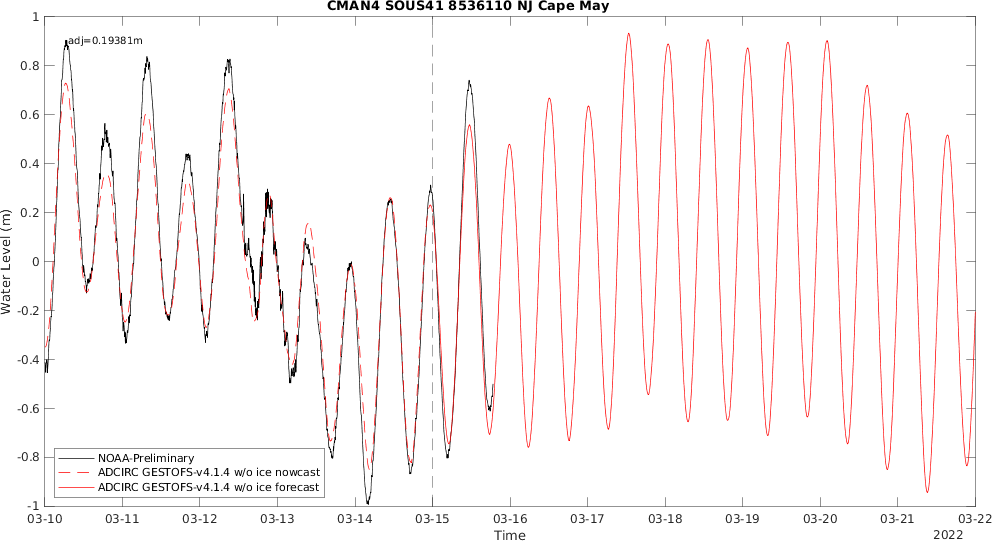 CMAN4 SOUS41 8536110 NJ Cape May
adj=0.19381m
Water Level (m)
1
0.8
0.6
0.4
0.2
0
-0.2
-0.4
-0.6
-0.8
-1
NOAA-Preliminary
ADCIRC GESTOFS-v4.1.4 w/o ice nowcast
ADCIRC GESTOFS-v4.1.4 w/o ice forecast
03-10 03-11 03-12 03-13 03-14 03-15 03-16 03-17 03-18 03-19 03-20 03-21 03-22
Time
2022